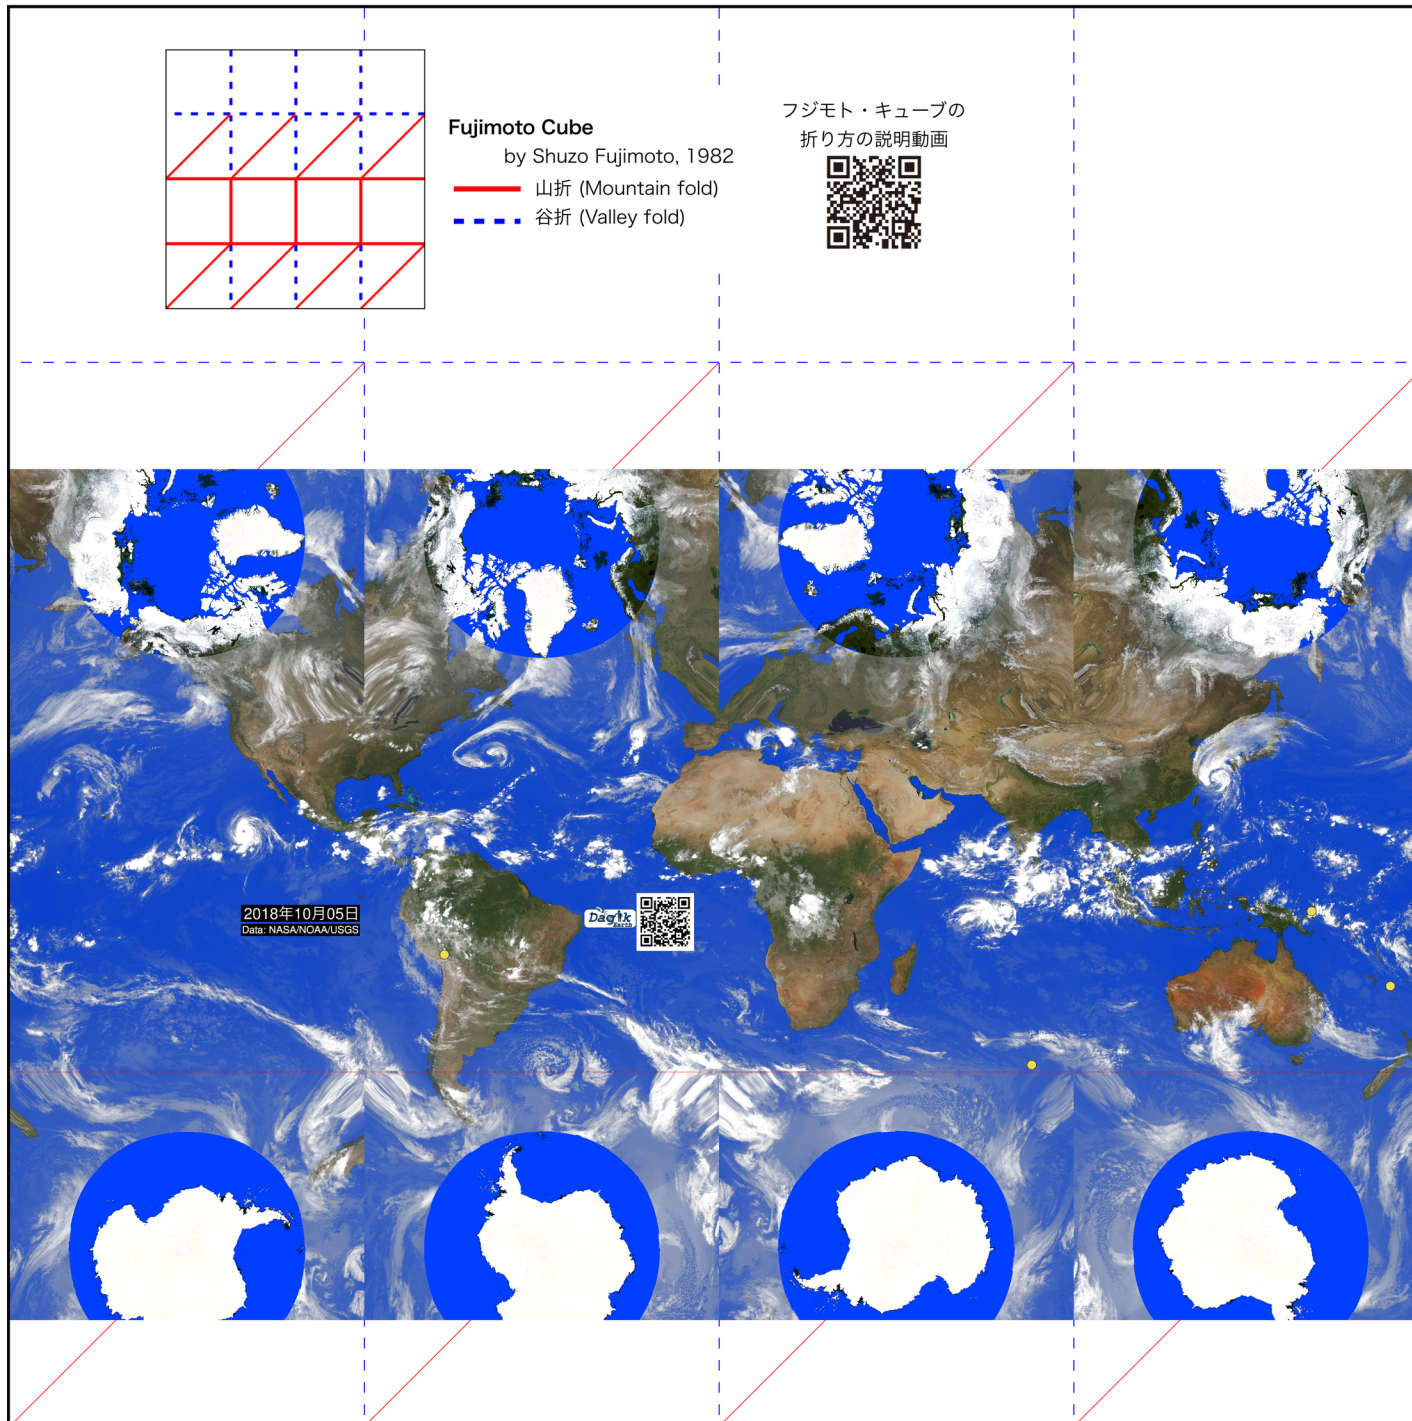 Fujimoto Cube
by Shuzo Fujimoto, 1982
山折 (Mountain fold)
谷折 (Valley fold)
フジモト・キューブの
折り方の説明動画
2018年10月05日
Data: NASA/NOAA/USGS
Dagik
Earth